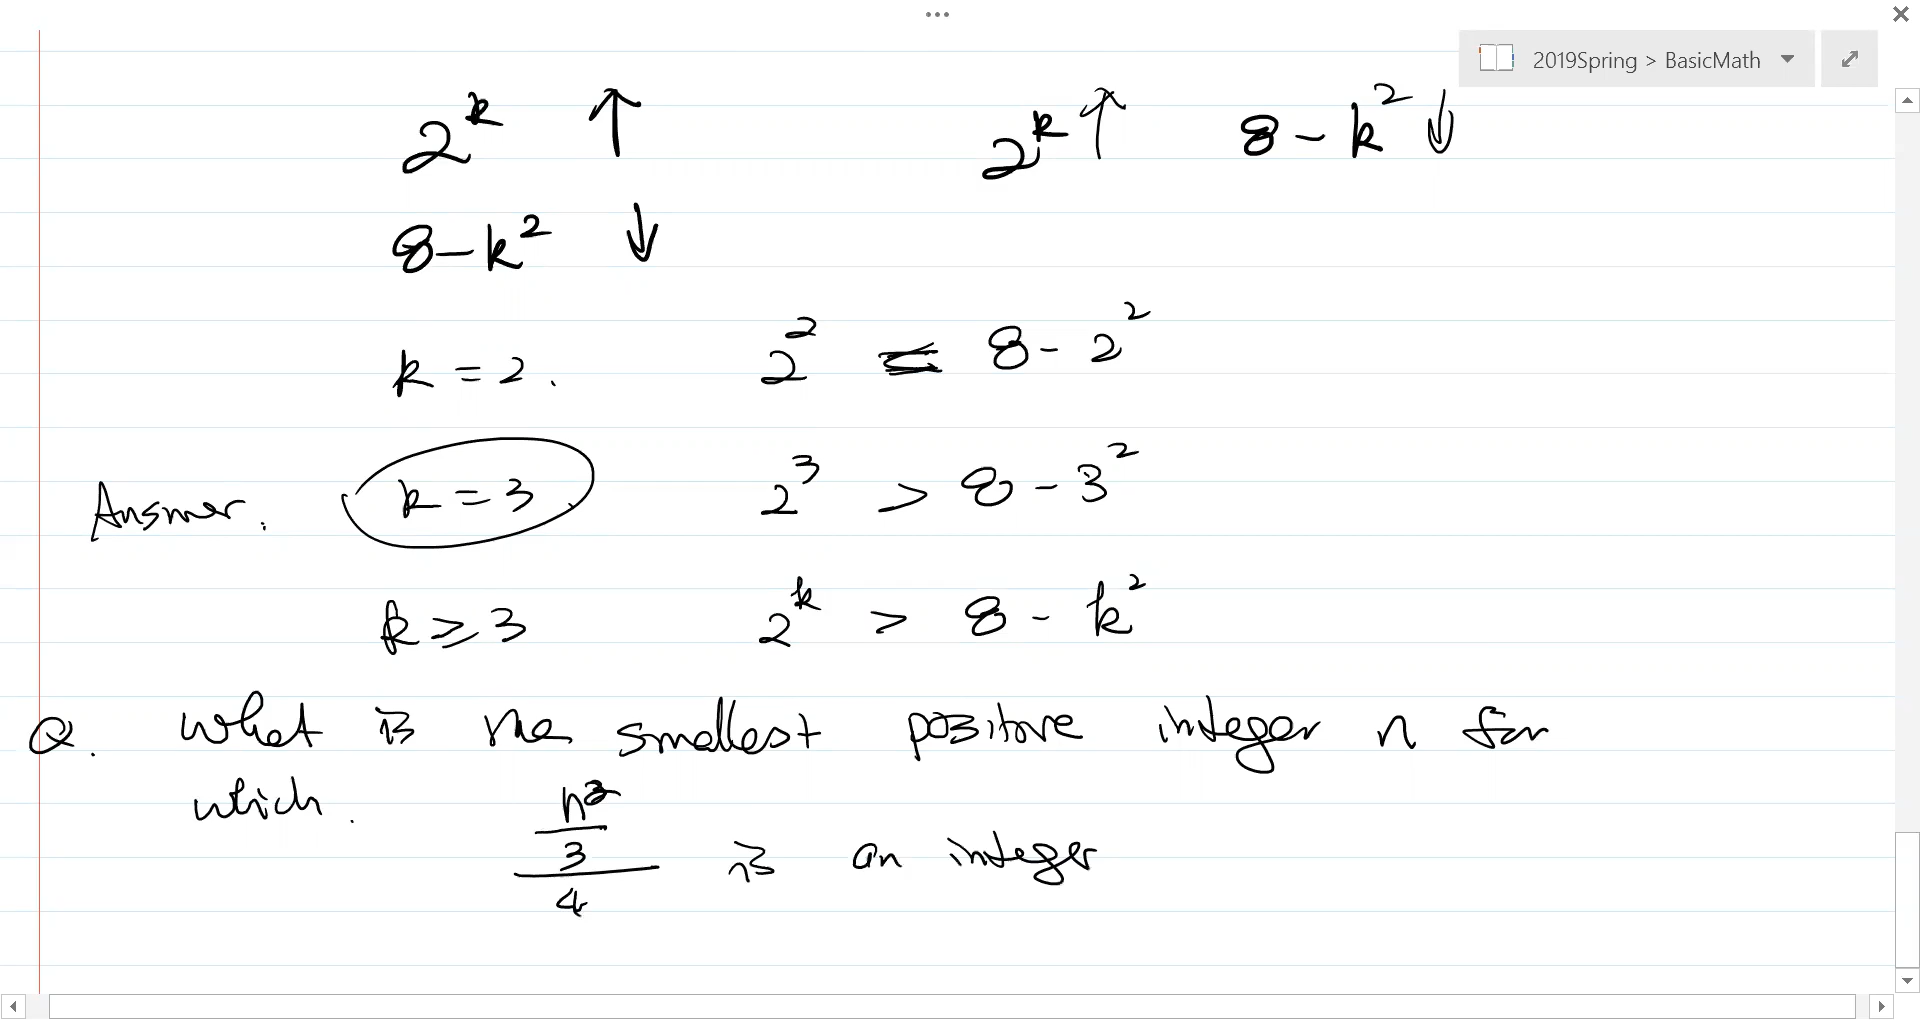 2019Spring > BasicMath
2^k ↑ 2^k ↑ 8 - k^2 ↓
8 - k^2 ↓
k = 2. 2^2 = 8 - 2^2
Answer. k = 3 2^3 > 8 - 3^2
k ≥ 3 2^k > 8 - k^2
Q. what is the smallest positive integer n for
which. is an integer
3
4